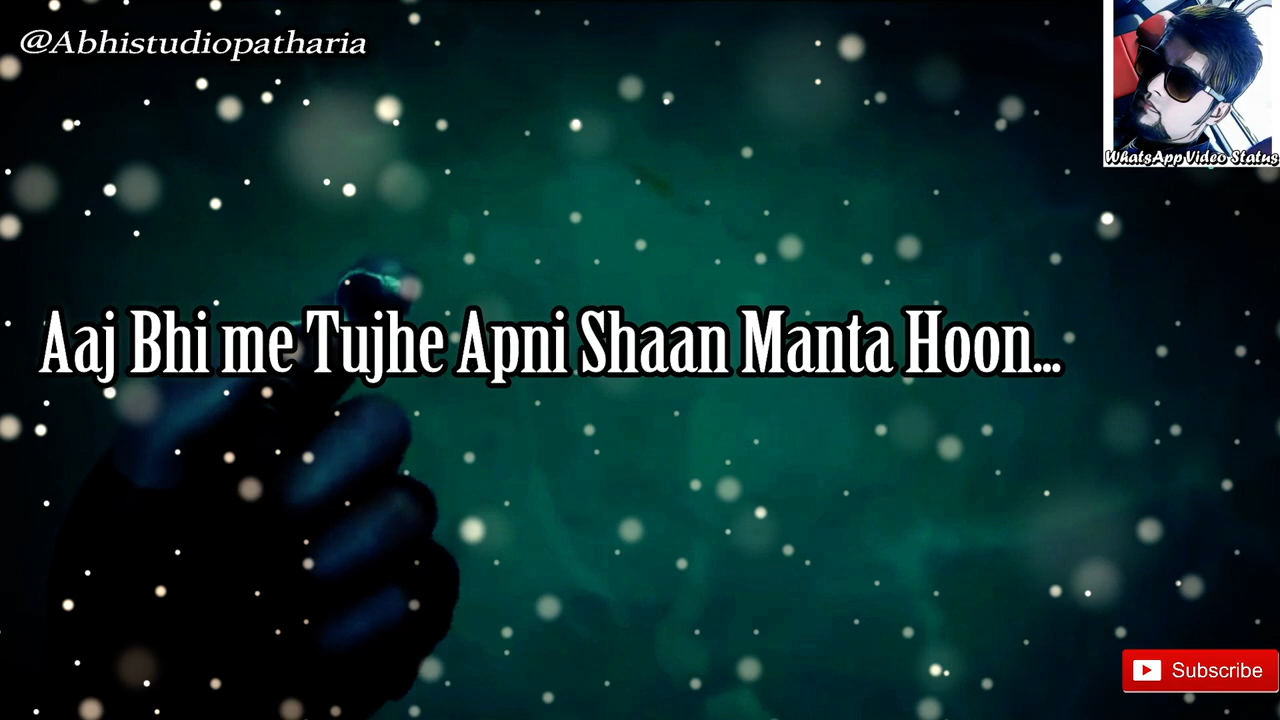 @Abhistudiopatharia
WhatsApp Video Status
Aaj Bhi me Tujhe Apni Shaan Manta Hoon...
Subscribe